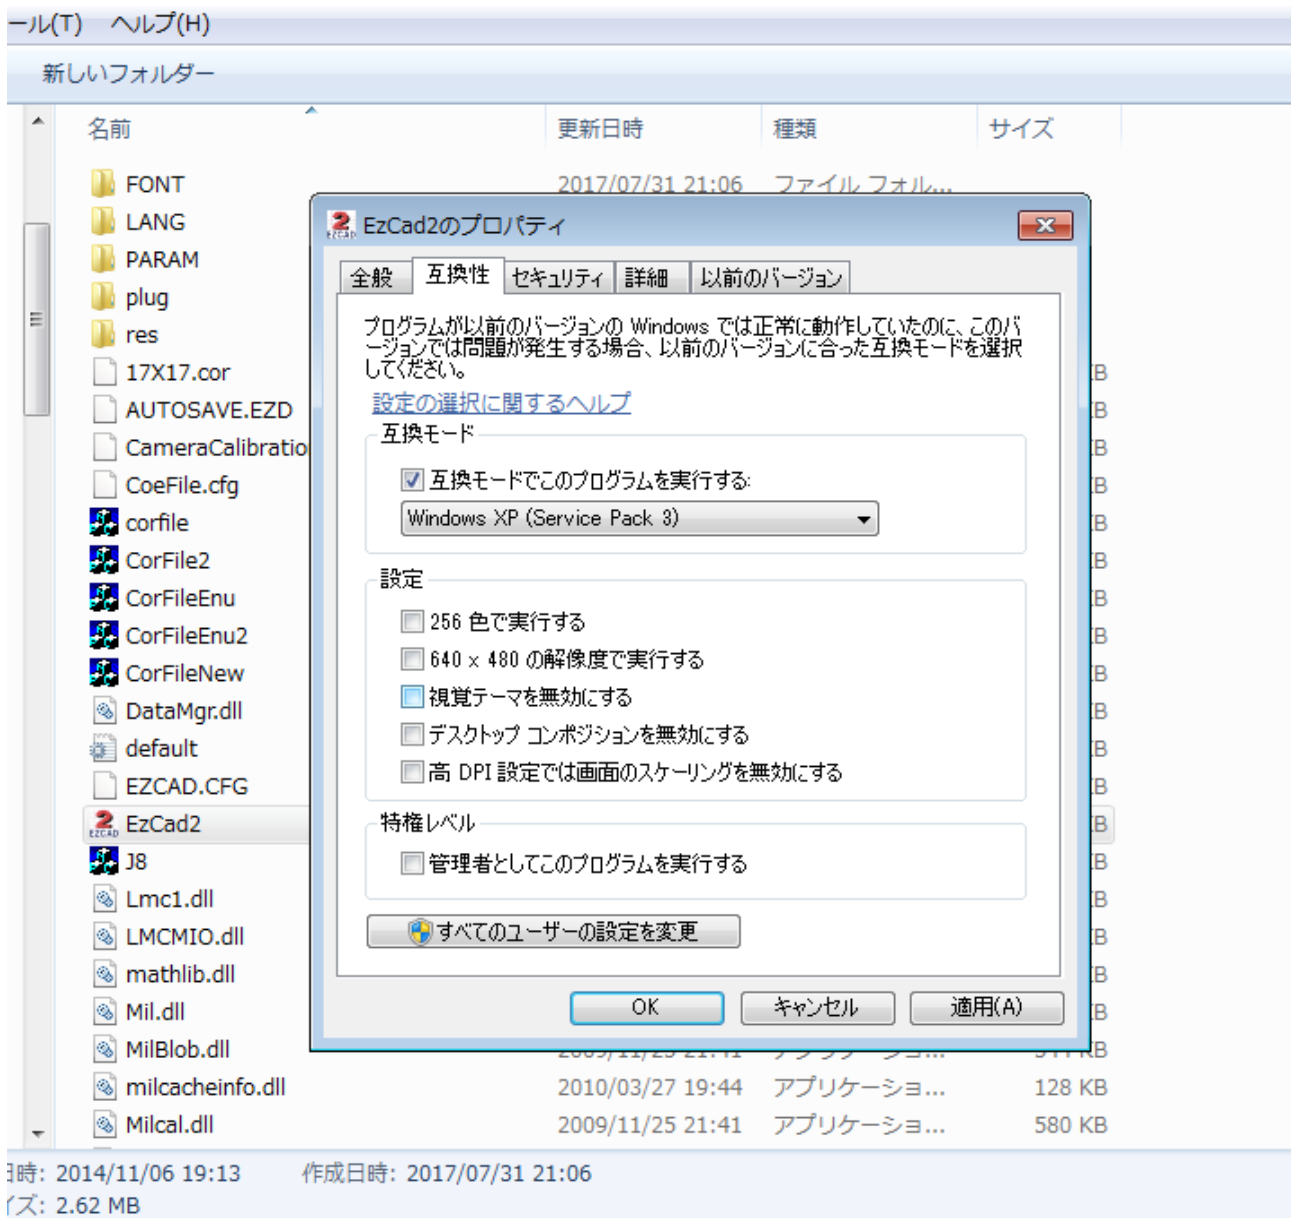 ール(T) ヘルプ(H)
新しいフォルダー
名前 更新日時 種類 サイズ
FONT 2017/07/31 21:06 ファイル フォル...
LANG
PARAM
plug
res
17X17.cor
AUTOSAVE.EZD
CameraCalibratio
CoeFile.cfg
corfile
CorFile2
CorFileEnu
CorFileEnu2
CorFileNew
DataMgr.dll
default
EZCAD.CFG
EzCad2
J8
Lmc1.dll
LMCMIO.dll
mathlib.dll
Mil.dll
MilBlob.dll
milcacheinfo.dll 2010/03/27 19:44 アプリケーショ... 128 KB
Milcal.dll 2009/11/25 21:41 アプリケーショ... 580 KB
EzCad2のプロパティ
全般 互換性 セキュリティ 詳細 以前のバージョン
プログラムが以前のバージョンの Windows では正常に動作していたのに、このバ
ージョンでは問題が発生する場合、以前のバージョンに合った互換モードを選択
してください。
設定の選択に関するヘルプ
互換モード
互換モードでこのプログラムを実行する:
Windows XP (Service Pack 3)
設定
256 色で実行する
640 x 480 の解像度で実行する
視覚テーマを無効にする
デスクトップ コンポジションを無効にする
高 DPI 設定では画面のスケーリングを無効にする
特権レベル
管理者としてこのプログラムを実行する
すべてのユーザーの設定を変更
OK キャンセル 適用(A)
日時: 2014/11/06 19:13 作成日時: 2017/07/31 21:06
イズ: 2.62 MB